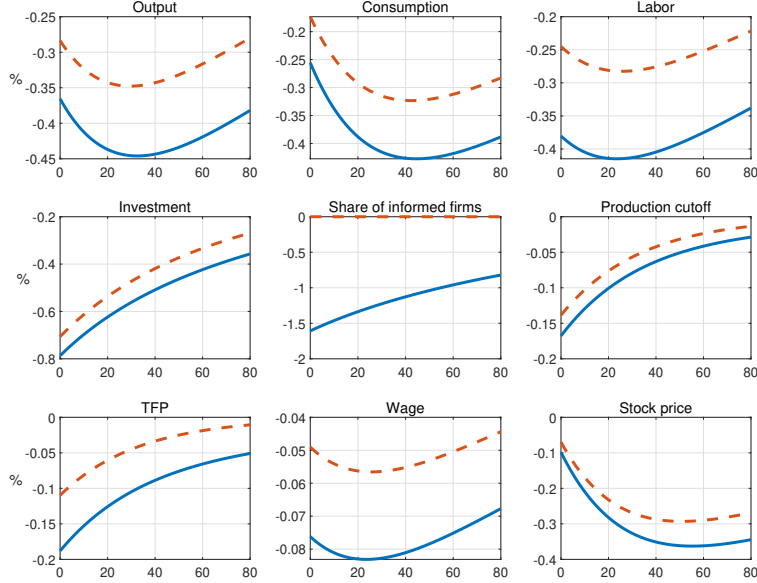 Output
Consumption
Labor
-0.2
-0.25
-0.3
-0.35
-0.4
-0.45
%
0 20 40 60 80
-0.2
-0.25
-0.3
-0.35
-0.4
0 20 40 60 80
-0.2
-0.25
-0.3
-0.35
-0.4
0 20 40 60 80
Investment
Share of informed firms
Production cutoff
-0.2
-0.4
-0.6
-0.8
%
0 20 40 60 80
0
-0.5
-1
-1.5
-2
0 20 40 60 80
0
-0.05
-0.1
-0.15
-0.2
0 20 40 60 80
TFP
Wage
Stock price
0
-0.05
-0.1
-0.15
-0.2
%
0 20 40 60 80
-0.04
-0.05
-0.06
-0.07
-0.08
0 20 40 60 80
0
-0.1
-0.2
-0.3
-0.4
0 20 40 60 80